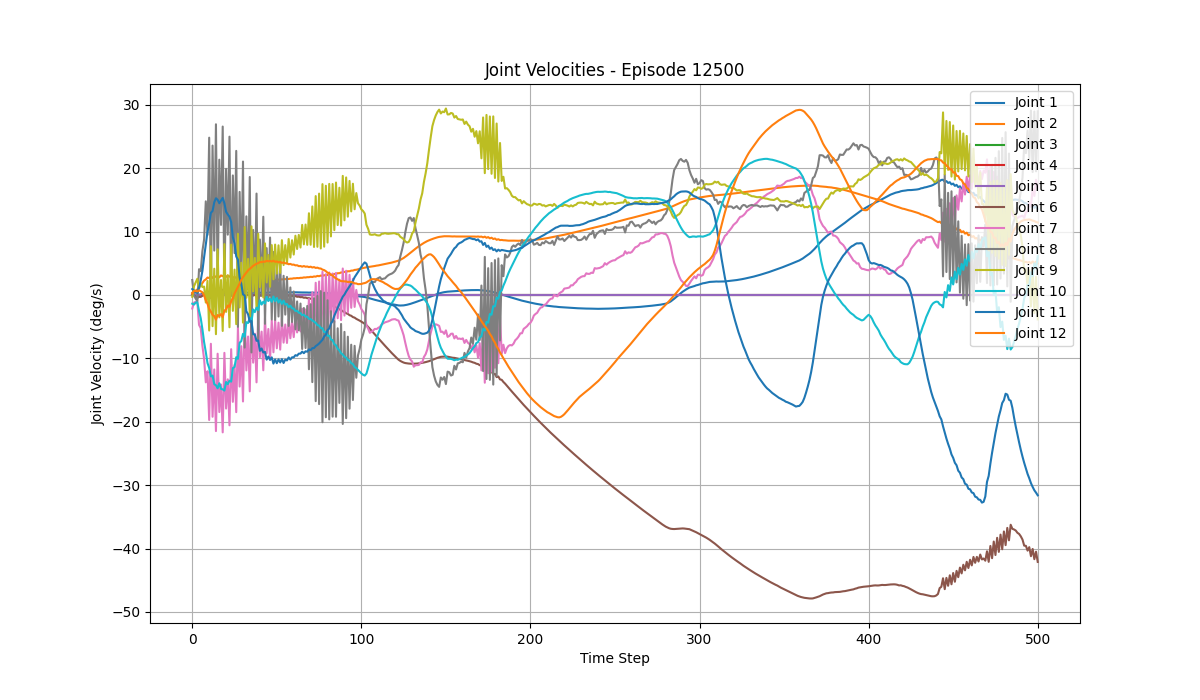 Joint Velocities - Episode 12500
Joint Velocity (deg/s)
30
20
10
0
−10
−20
−30
−40
−50
0
100
200
300
400
500
Time Step
Joint 1
Joint 2
Joint 3
Joint 4
Joint 5
Joint 6
Joint 7
Joint 8
Joint 9
Joint 10
Joint 11
Joint 12